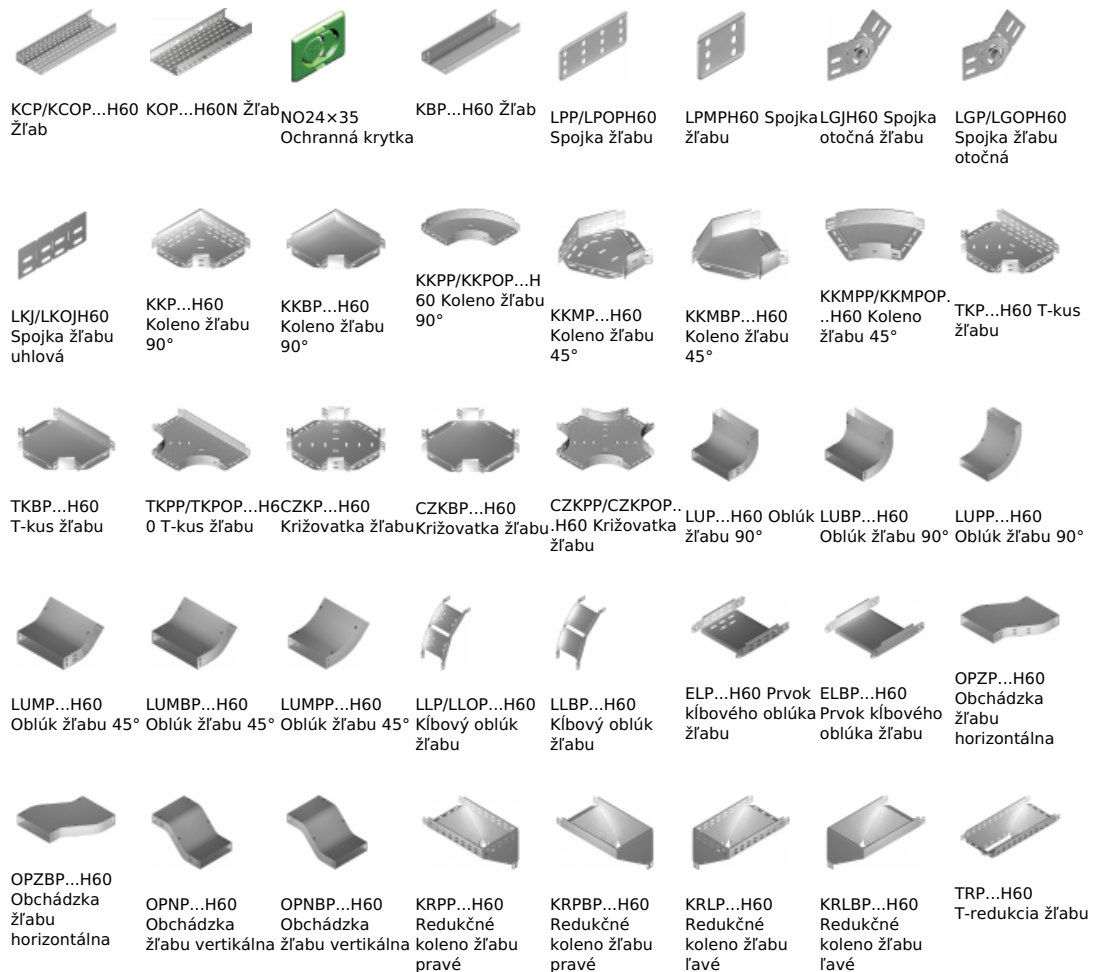 KCP/KCOP...H60
Žľab
KOP...H60N Žľab
NO24×35
Ochranná krytka
KBP...H60 Žľab
LPP/LPOPH60
Spojka žľabu
LPMPH60 Spojka
žľabu
LGJH60 Spojka
otočná žľabu
LGP/LGOPH60
Spojka žľabu
otočná
LKJ/LKOJH60
Spojka žľabu
uhlová
KKP...H60
Koleno žľabu
90°
KKBP...H60
Koleno žľabu
90°
KKPP/KKPOP...H
60 Koleno žľabu
90°
KKMP...H60
Koleno žľabu
45°
KKMBP...H60
Koleno žľabu
45°
KKMPP/KKMPOP.
..H60 Koleno
žľabu 45°
TKP...H60 T-kus
žľabu
TKBP...H60
T-kus žľabu
TKPP/TKPOP...H6
0 T-kus žľabu
CZKP...H60
Križovatka žľabu
CZKBP...H60
Križovatka žľabu
CZKPP/CZKPOP..
.H60 Križovatka
žľabu
LUP...H60 Oblúk
žľabu 90°
LUBP...H60
Oblúk žľabu 90°
LUPP...H60
Oblúk žľabu 90°
LUMP...H60
Oblúk žľabu 45°
LUMBP...H60
Oblúk žľabu 45°
LUMPP...H60
Oblúk žľabu 45°
LLP/LLOP...H60
Kĺbový oblúk
žľabu
LLBP...H60
Kĺbový oblúk
žľabu
ELP...H60 Prvok
kĺbového oblúka
žľabu
ELBP...H60
Prvok kĺbového
oblúka žľabu
OPZP...H60
Obchádzka
žľabu
horizontálna
OPZBP...H60
Obchádzka
žľabu
horizontálna
OPNP...H60
Obchádzka
žľabu vertikálna
OPNBP...H60
Obchádzka
žľabu vertikálna
KRPP...H60
Redukčné
koleno žľabu
pravé
KRPBP...H60
Redukčné
koleno žľabu
pravé
KRLP...H60
Redukčné
koleno žľabu
ľavé
KRLBP...H60
Redukčné
koleno žľabu
ľavé
TRP...H60
T-redukcia žľabu